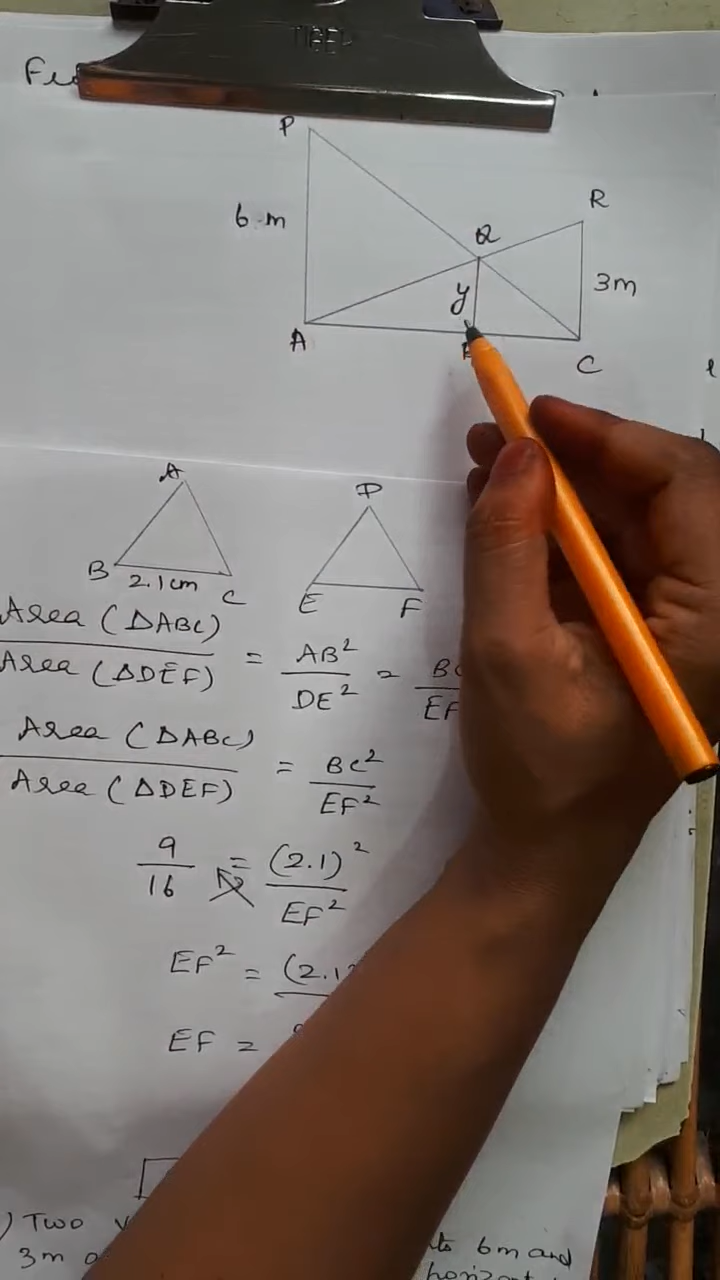 TIGER
P
R
6 m
Q
y
3m
A
C
A
D
B 2.1cm C
E F
Area (ΔABC) / Area (ΔDEF) = AB² / DE² =
Area (ΔABC) / Area (ΔDEF) = BC² / EF²
9 / 16 = (2.1)² / EF²
EF² =
EF =
) Two
6m and
3m